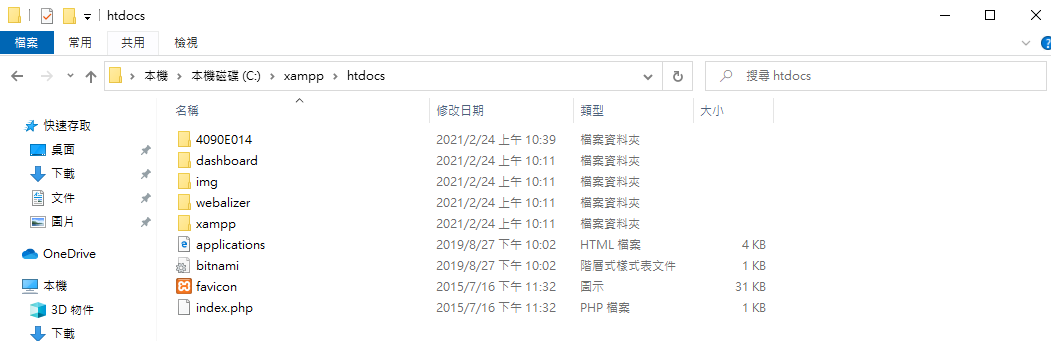 htdocs
檔案 常用 共用 檢視
本機 本機磁碟 (C:) xampp htdocs 搜尋 htdocs
名稱 修改日期 類型 大小
快速存取
桌面
下載
文件
圖片
OneDrive
本機
3D 物件
下載
4090E014 2021/2/24 上午 10:39 檔案資料夾
dashboard 2021/2/24 上午 10:11 檔案資料夾
img 2021/2/24 上午 10:11 檔案資料夾
webalizer 2021/2/24 上午 10:11 檔案資料夾
xampp 2021/2/24 上午 10:11 檔案資料夾
applications 2019/8/27 下午 10:02 HTML 檔案 4 KB
bitnami 2019/8/27 下午 10:02 階層式樣式表文件 1 KB
favicon 2015/7/16 下午 11:32 圖示 31 KB
index.php 2015/7/16 下午 11:32 PHP 檔案 1 KB